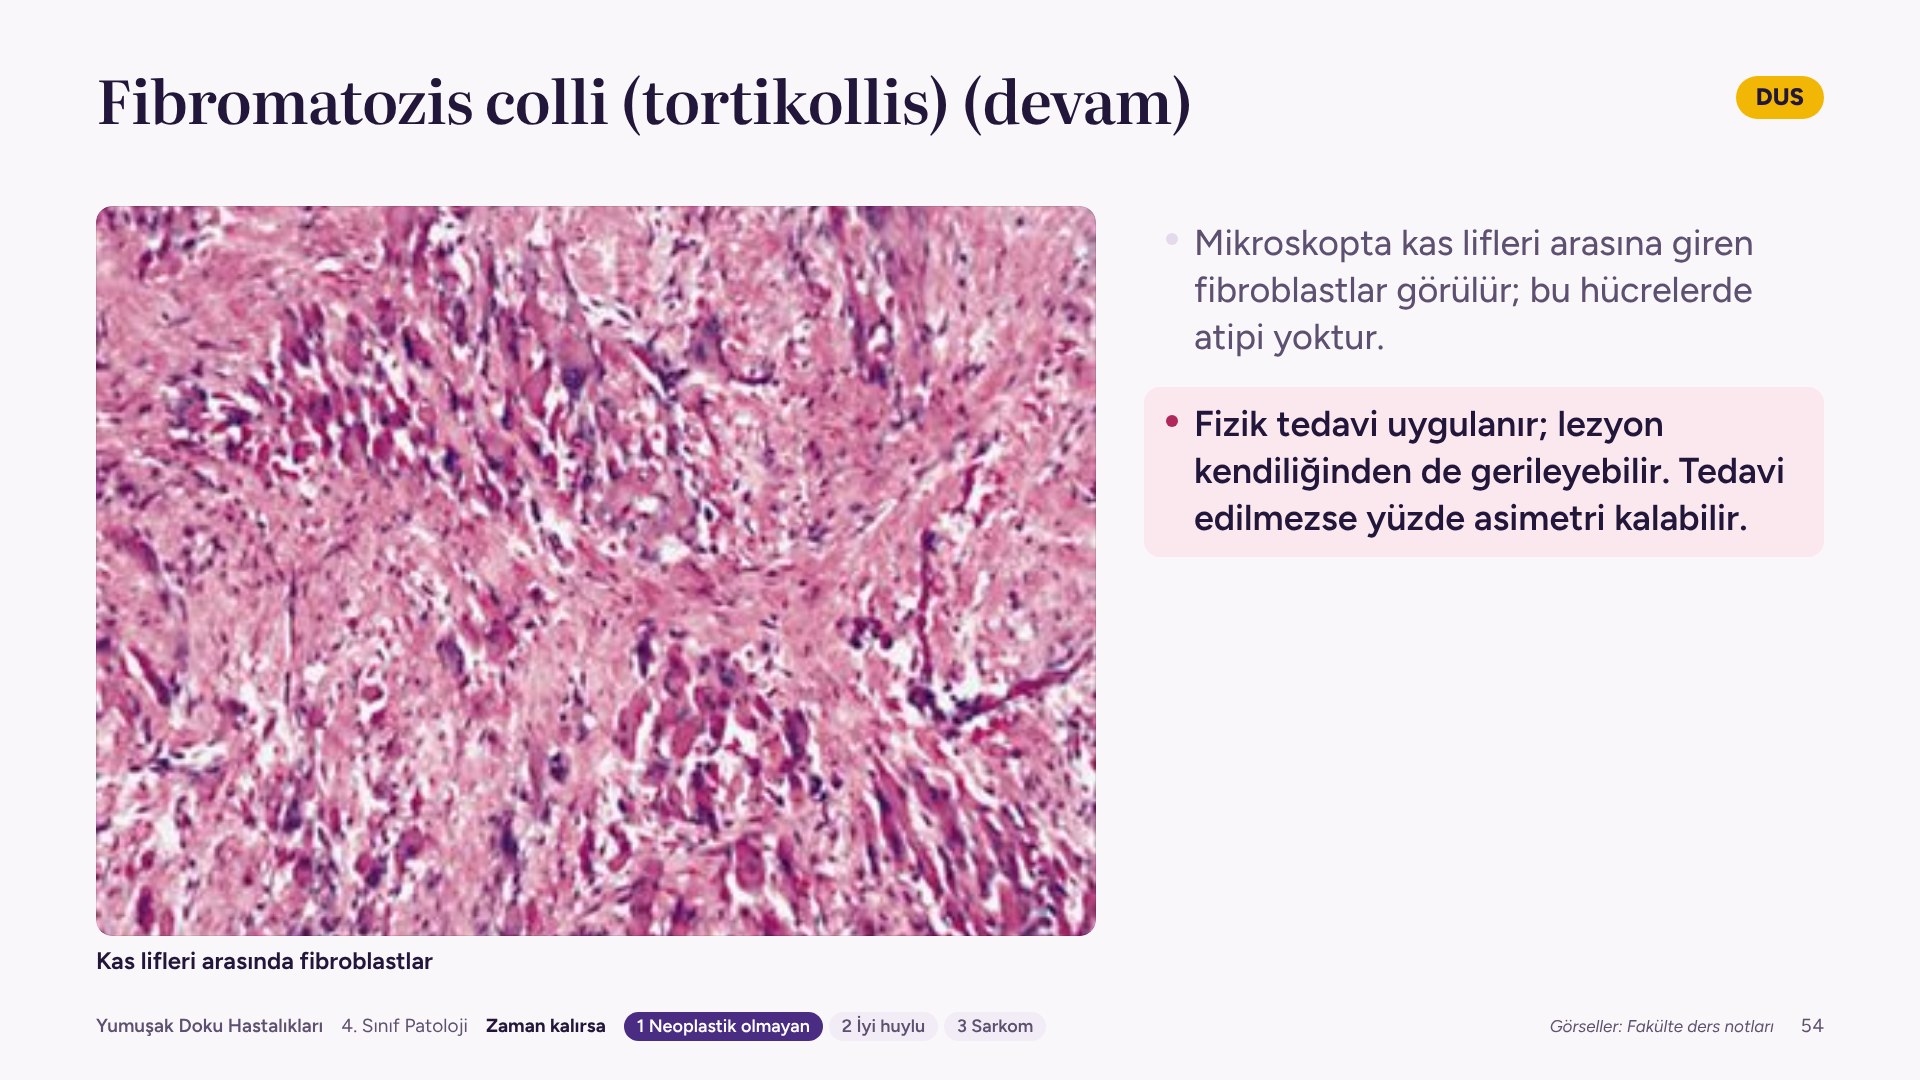 Fibromatozis colli (tortikollis) (devam)
DUS
Mikroskopta kas lifleri arasına giren
fibroblastlar görülür; bu hücrelerde
atipi yoktur.
Fizik tedavi uygulanır; lezyon
kendiliğinden de gerileyebilir. Tedavi
edilmezse yüzde asimetri kalabilir.
Kas lifleri arasında fibroblastlar
Yumuşak Doku Hastalıkları 4. Sınıf Patoloji Zaman kalırsa 1 Neoplastik olmayan 2 İyi huylu 3 Sarkom
Görseller: Fakülte ders notları 54